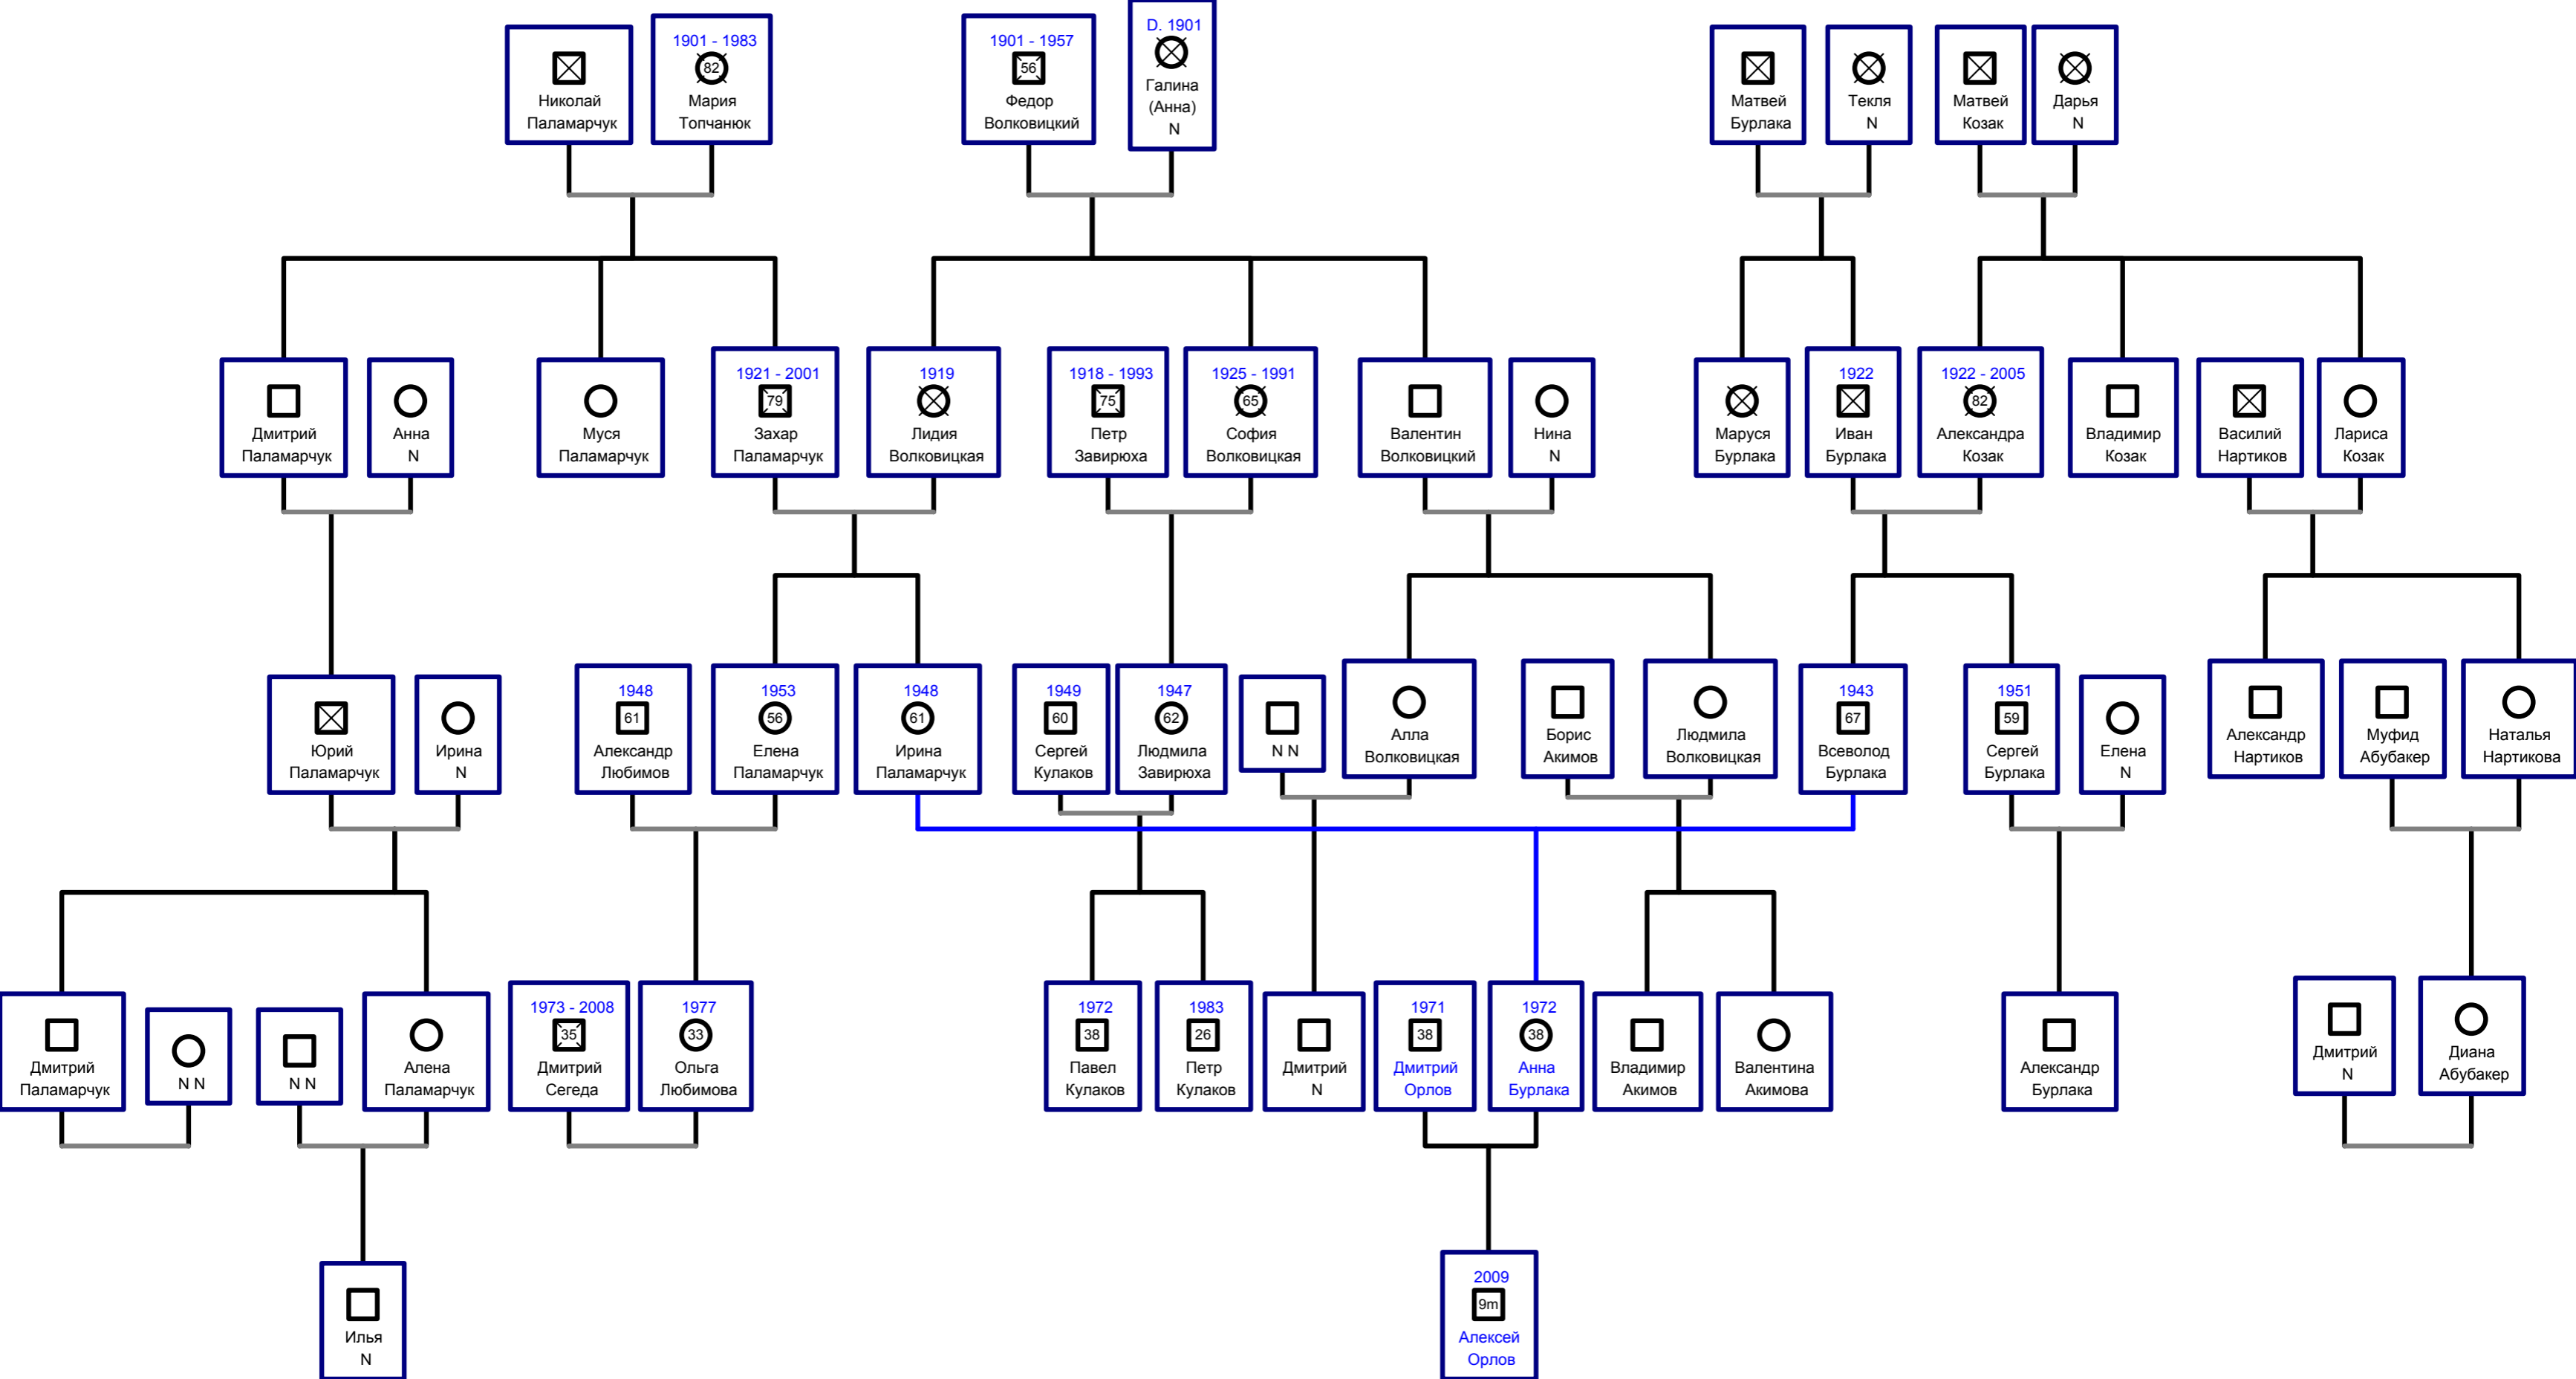 Николай
Паламарчук
1901 - 1983
82
Мария
Топчанюк
1901 - 1957
56
Федор
Волковицкий
D. 1901
Галина
(Анна)
N
Матвей
Бурлака
Текля
N
Матвей
Козак
Дарья
N
Дмитрий
Паламарчук
Анна
N
Муся
Паламарчук
1921 - 2001
79
Захар
Паламарчук
1919
Лидия
Волковицкая
1918 - 1993
75
Петр
Завирюха
1925 - 1991
65
София
Волковицкая
Валентин
Волковицкий
Нина
N
Маруся
Бурлака
1922
Иван
Бурлака
1922 - 2005
82
Александра
Козак
Владимир
Козак
Василий
Нартиков
Лариса
Козак
Юрий
Паламарчук
Ирина
N
1948
61
Александр
Любимов
1953
56
Елена
Паламарчук
1948
61
Ирина
Паламарчук
1949
60
Сергей
Кулаков
1947
62
Людмила
Завирюха
N N
Алла
Волковицкая
Борис
Акимов
Людмила
Волковицкая
1943
67
Всеволод
Бурлака
1951
59
Сергей
Бурлака
Елена
N
Александр
Нартиков
Муфид
Абубакер
Наталья
Нартикова
Дмитрий
Паламарчук
N N
N N
Алена
Паламарчук
1973 - 2008
35
Дмитрий
Сегеда
1977
33
Ольга
Любимова
1972
38
Павел
Кулаков
1983
26
Петр
Кулаков
Дмитрий
N
1971
38
Дмитрий
Орлов
1972
38
Анна
Бурлака
Владимир
Акимов
Валентина
Акимова
Александр
Бурлака
Дмитрий
N
Диана
Абубакер
Илья
N
2009
9m
Алексей
Орлов